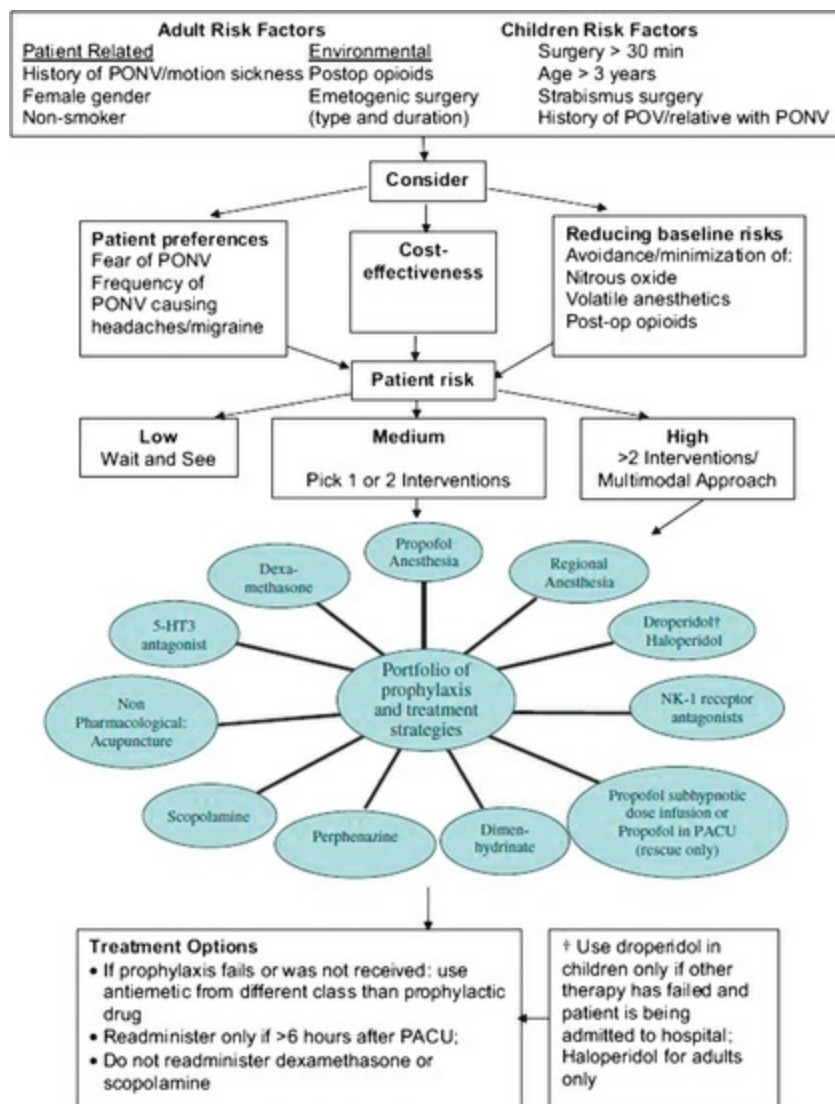 Adult Risk Factors
Patient Related
History of PONV/motion sickness
Female gender
Non-smoker
Environmental
Postop opioids
Emetogenic surgery
(type and duration)
Children Risk Factors
Surgery > 30 min
Age > 3 years
Strabismus surgery
History of POV/relative with PONV
Consider
Patient preferences
Fear of PONV
Frequency of
PONV causing
headaches/migraine
Cost-
effectiveness
Reducing baseline risks
Avoidance/minimization of:
Nitrous oxide
Volatile anesthetics
Post-op opioids
Patient risk
Low
Wait and See
Medium
Pick 1 or 2 Interventions
High
>2 Interventions/
Multimodal Approach
Propofol
Anesthesia
Dexa-
methasone
Regional
Anesthesia
5-HT3
antagonist
Droperidol†
Haloperidol
Portfolio of
prophylaxis
and treatment
strategies
Non
Pharmacological:
Acupuncture
NK-1 receptor
antagonists
Scopolamine
Perphenazine
Dimen-
hydrinate
Propofol subhypnotic
dose infusion or
Propofol in PACU
(rescue only)
Treatment Options
• If prophylaxis fails or was not received: use
antiemetic from different class than prophylactic
drug
• Readminister only if >6 hours after PACU;
• Do not readminister dexamethasone or
scopolamine
† Use droperidol in
children only if other
therapy has failed and
patient is being
admitted to hospital;
Haloperidol for adults
only